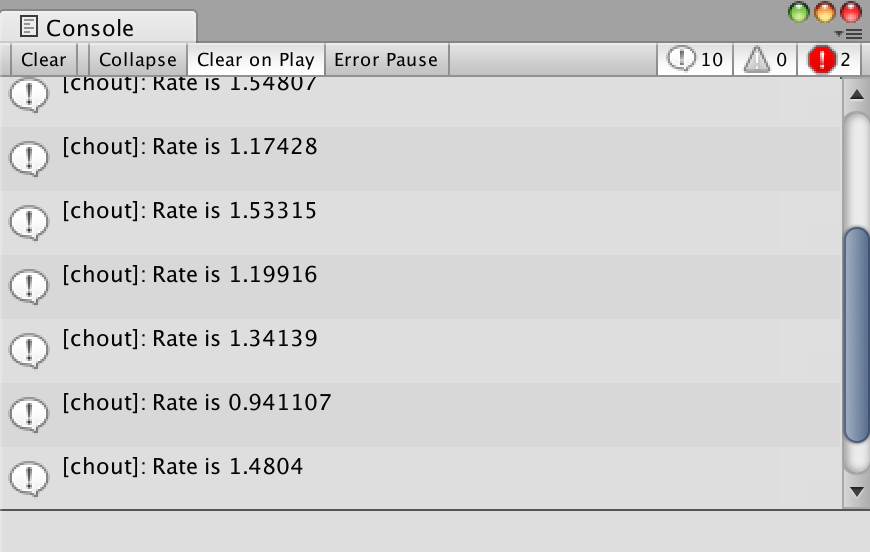 Console
Clear Collapse Clear on Play Error Pause 10 0 2
[chout]: Rate is 1.54807
[chout]: Rate is 1.17428
[chout]: Rate is 1.53315
[chout]: Rate is 1.19916
[chout]: Rate is 1.34139
[chout]: Rate is 0.941107
[chout]: Rate is 1.4804